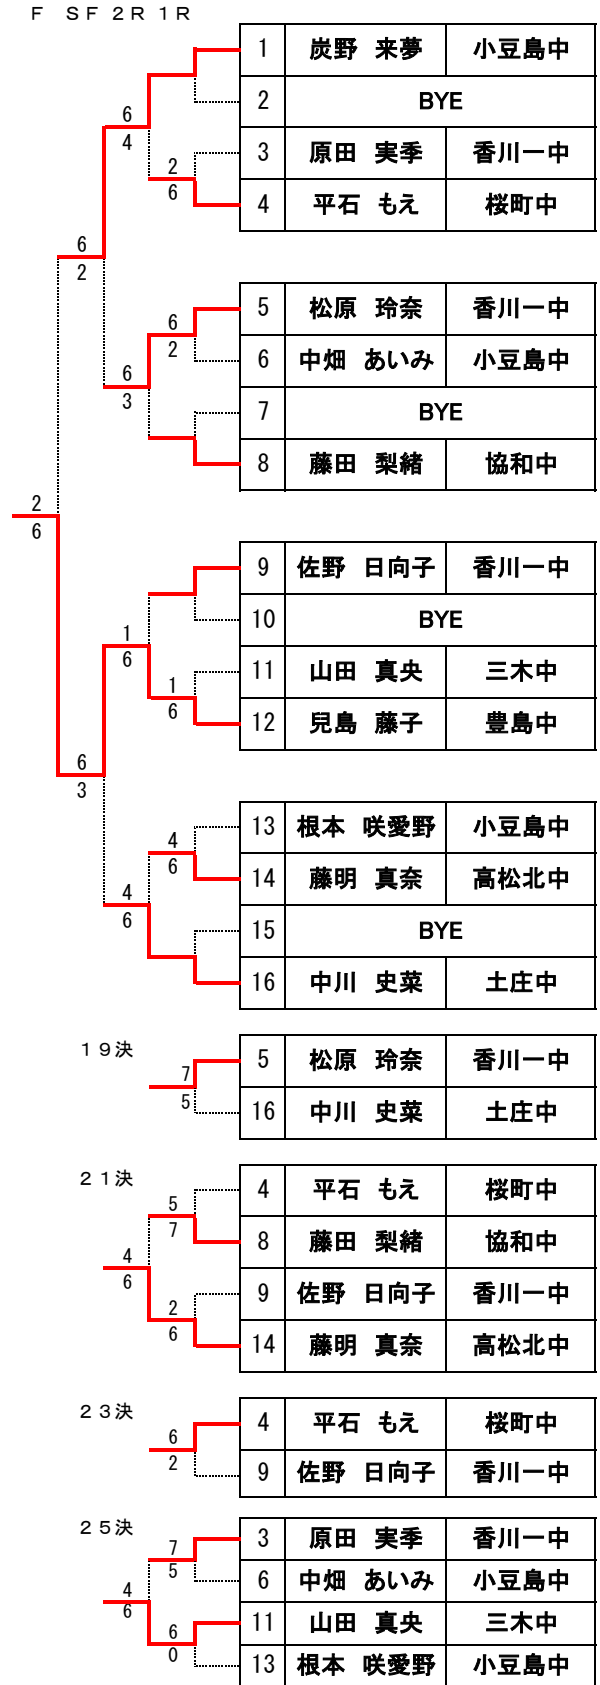 F SF 2R 1R
1 炭野 来夢 小豆島中
2 BYE
6
4
3 原田 実季 香川一中
2
6
4 平石 もえ 桜町中
6
2
5 松原 玲奈 香川一中
6
2
6 中畑 あいみ 小豆島中
6
3
7 BYE
8 藤田 梨緒 協和中
2
6
9 佐野 日向子 香川一中
10 BYE
1
6
11 山田 真央 三木中
1
6
12 兒島 藤子 豊島中
6
3
13 根本 咲愛野 小豆島中
4
6
14 藤明 真奈 高松北中
4
6
15 BYE
16 中川 史菜 土庄中
19決
5 松原 玲奈 香川一中
7
5
16 中川 史菜 土庄中
21決
4 平石 もえ 桜町中
5
7
8 藤田 梨緒 協和中
4
6
9 佐野 日向子 香川一中
2
6
14 藤明 真奈 高松北中
23決
4 平石 もえ 桜町中
6
2
9 佐野 日向子 香川一中
25決
3 原田 実季 香川一中
7
5
6 中畑 あいみ 小豆島中
4
6
11 山田 真央 三木中
6
0
13 根本 咲愛野 小豆島中